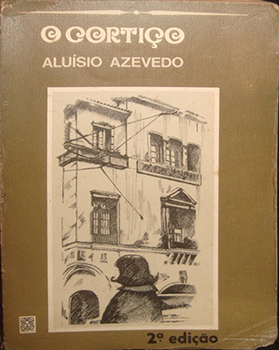 O CORTIÇO
ALUÍSIO AZEVEDO
2ª edição